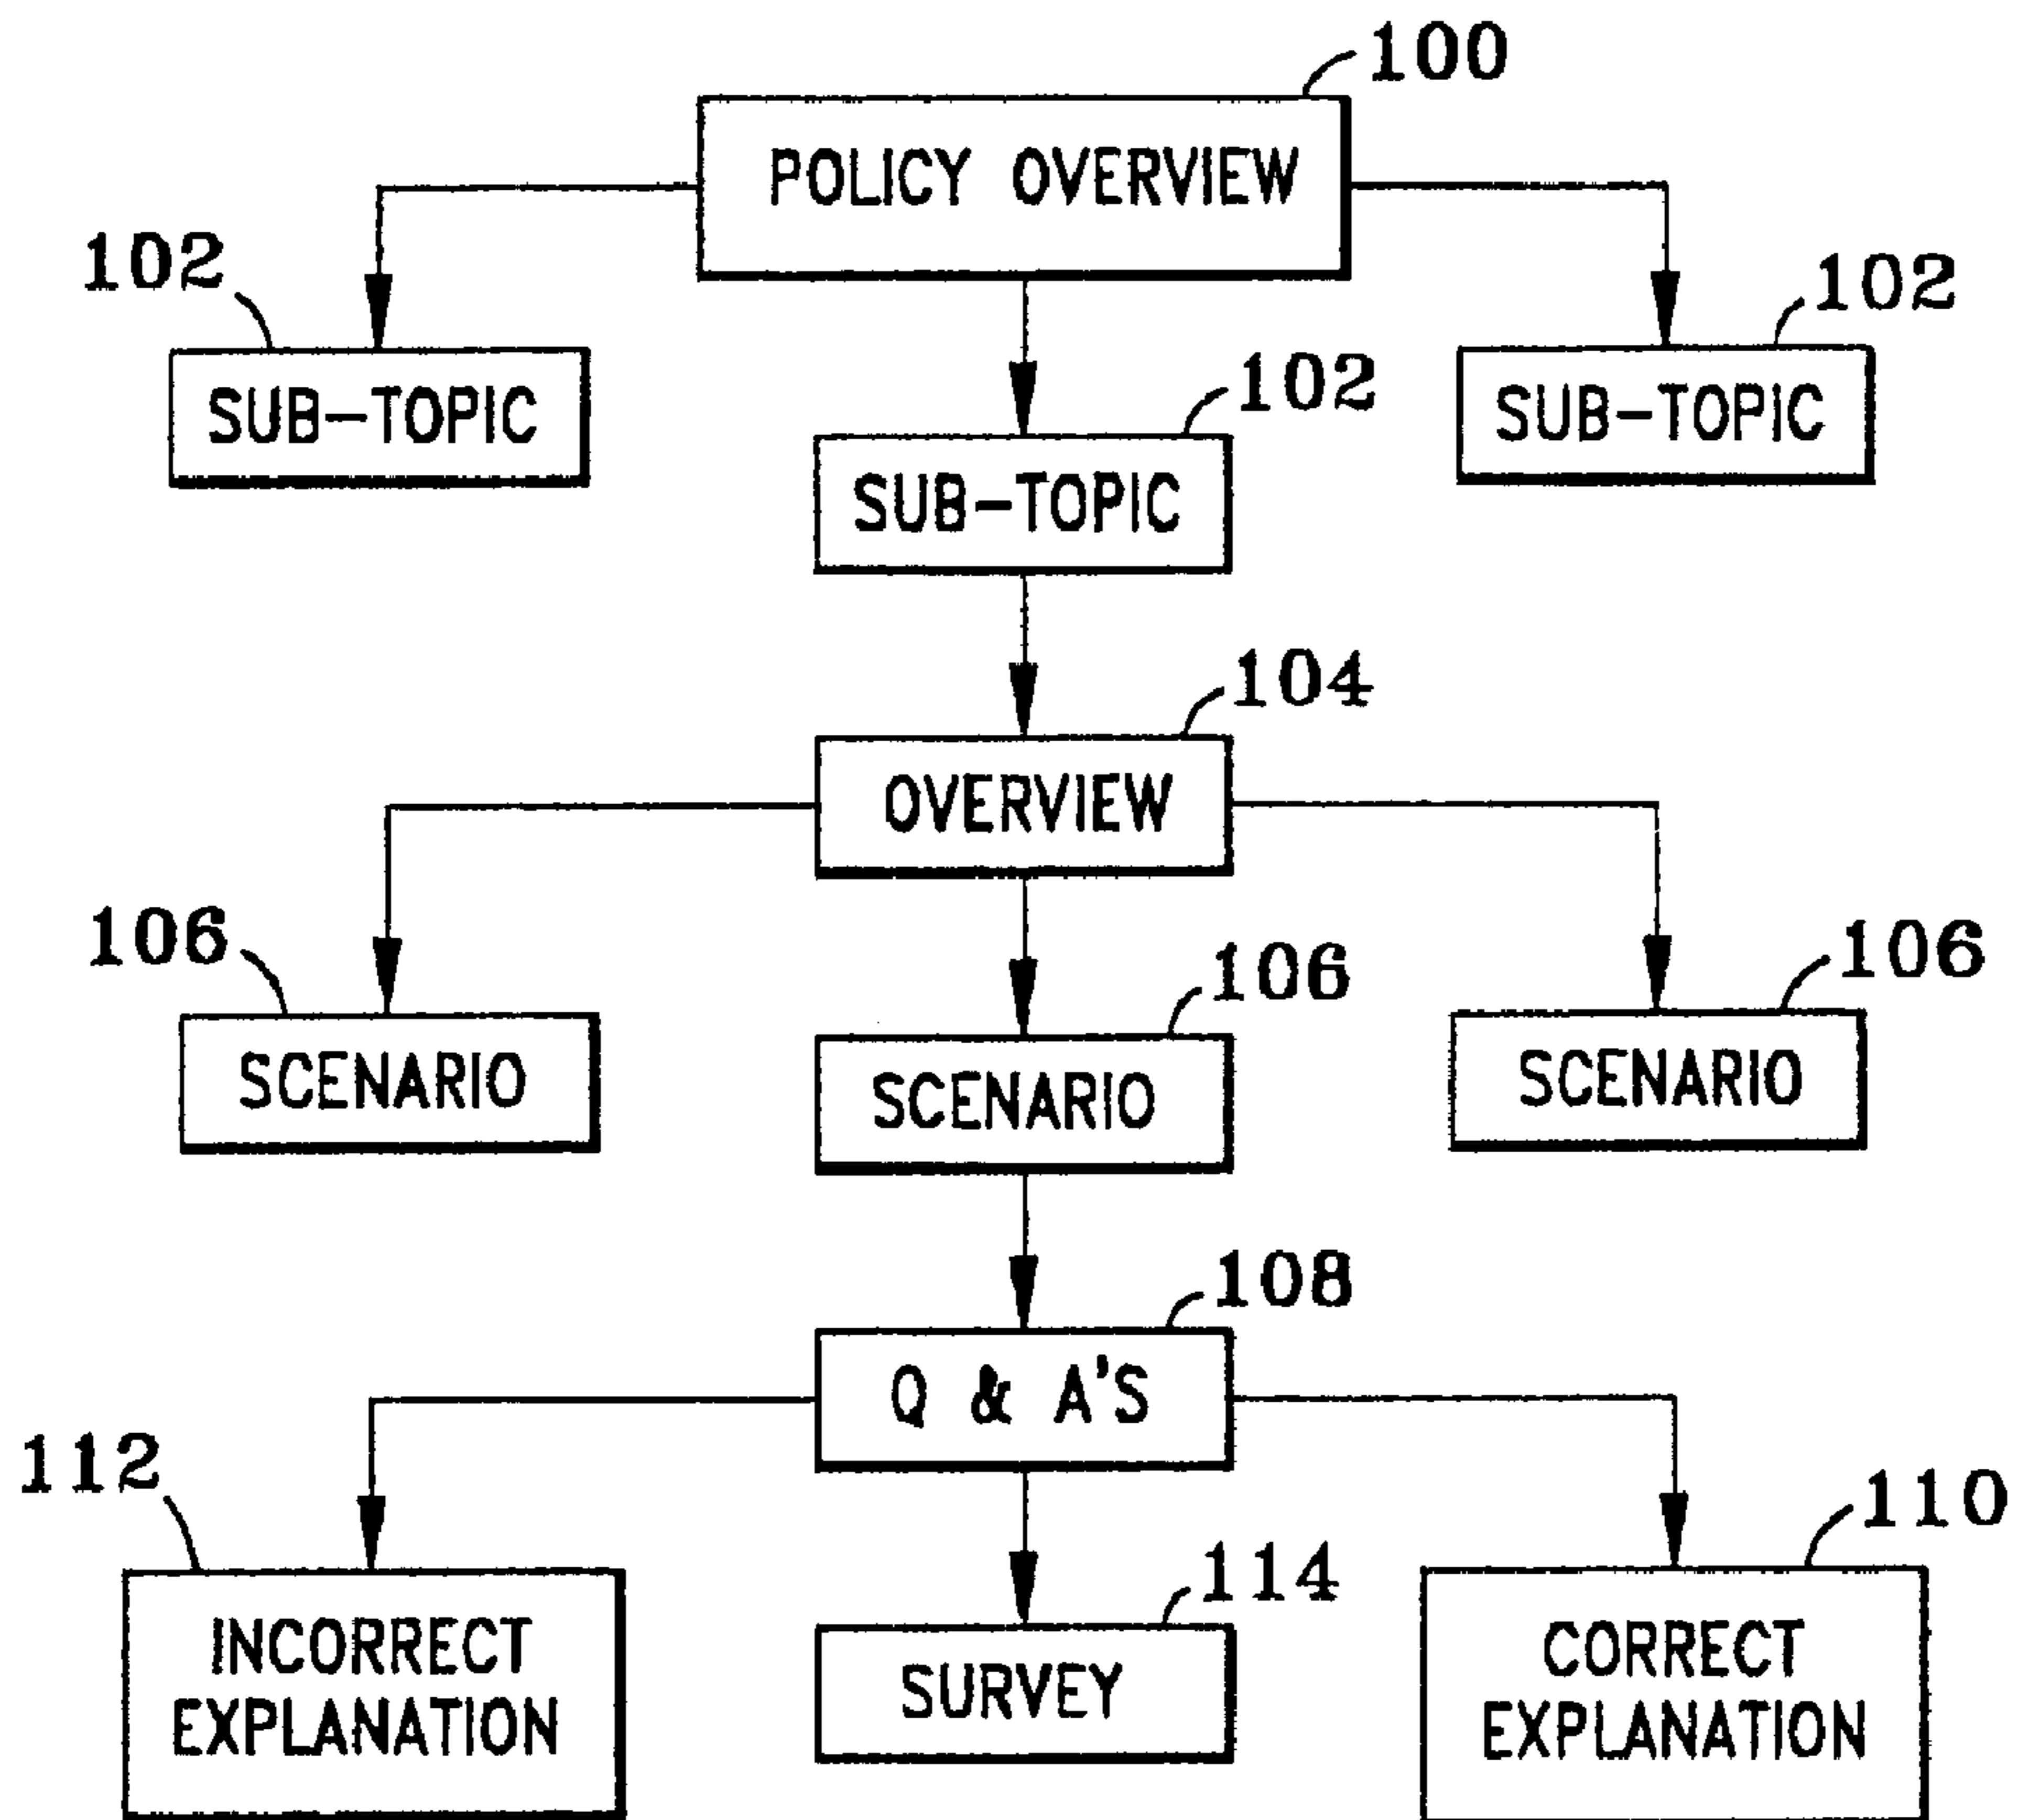 100
POLICY OVERVIEW
102
102
102
SUB-TOPIC
SUB-TOPIC
SUB-TOPIC
104
OVERVIEW
106
106
106
SCENARIO
SCENARIO
SCENARIO
108
Q & A'S
112
110
114
INCORRECT
EXPLANATION
SURVEY
CORRECT
EXPLANATION